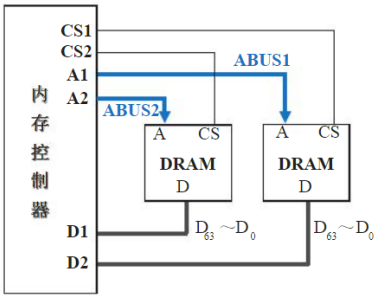 CS1
CS2
ABUS1
A1
A2
ABUS2
内存控制器
A CS
DRAM
D
A CS
DRAM
D
D1
D63～D0
D63～D0
D2